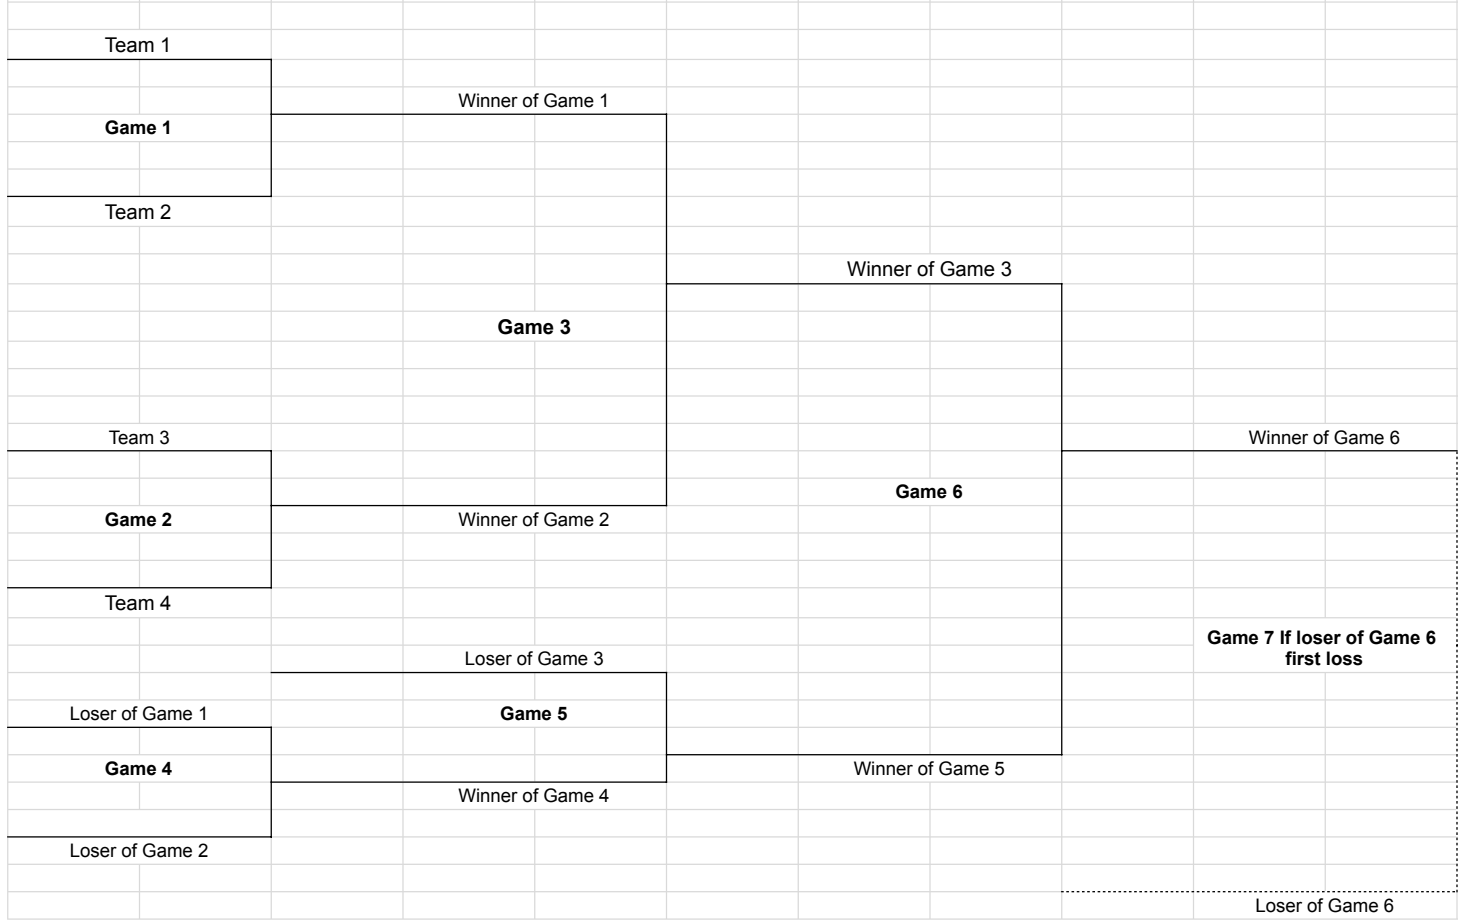 Team 1
Winner of Game 1
Game 1
Team 2
Winner of Game 3
Game 3
Team 3
Winner of Game 6
Game 6
Game 2
Winner of Game 2
Team 4
Game 7 If loser of Game 6
first loss
Loser of Game 3
Loser of Game 1
Game 5
Game 4
Winner of Game 5
Winner of Game 4
Loser of Game 2
Loser of Game 6